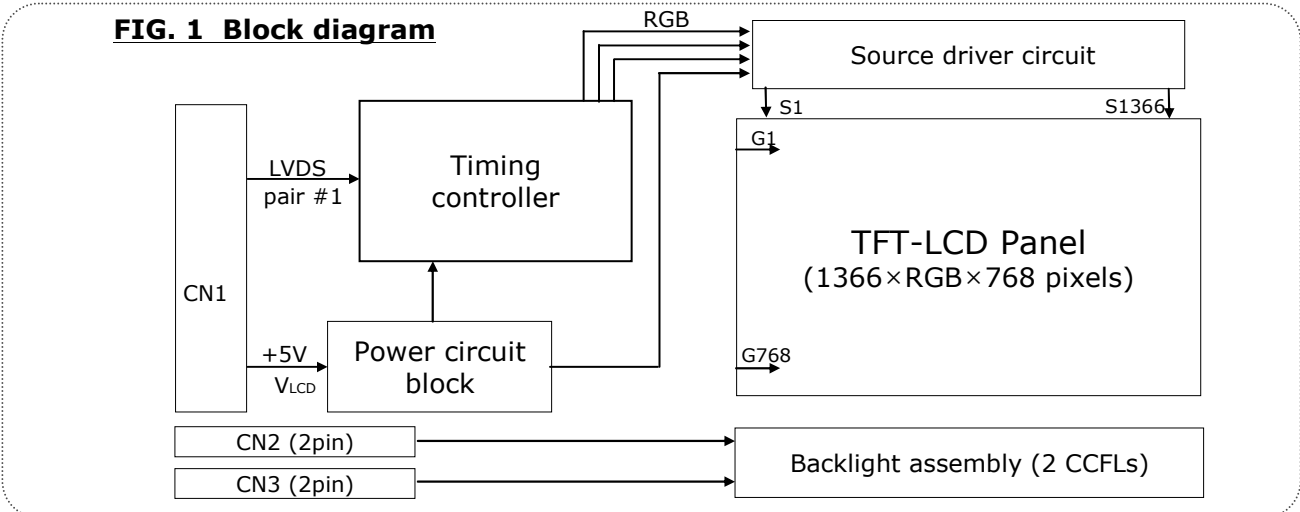 FIG. 1 Block diagram
RGB
Source driver circuit
S1
S1366
G1
LVDS
pair #1
Timing
controller
TFT-LCD Panel
(1366×RGB×768 pixels)
CN1
+5V
VLCD
Power circuit
block
G768
CN2 (2pin)
CN3 (2pin)
Backlight assembly (2 CCFLs)